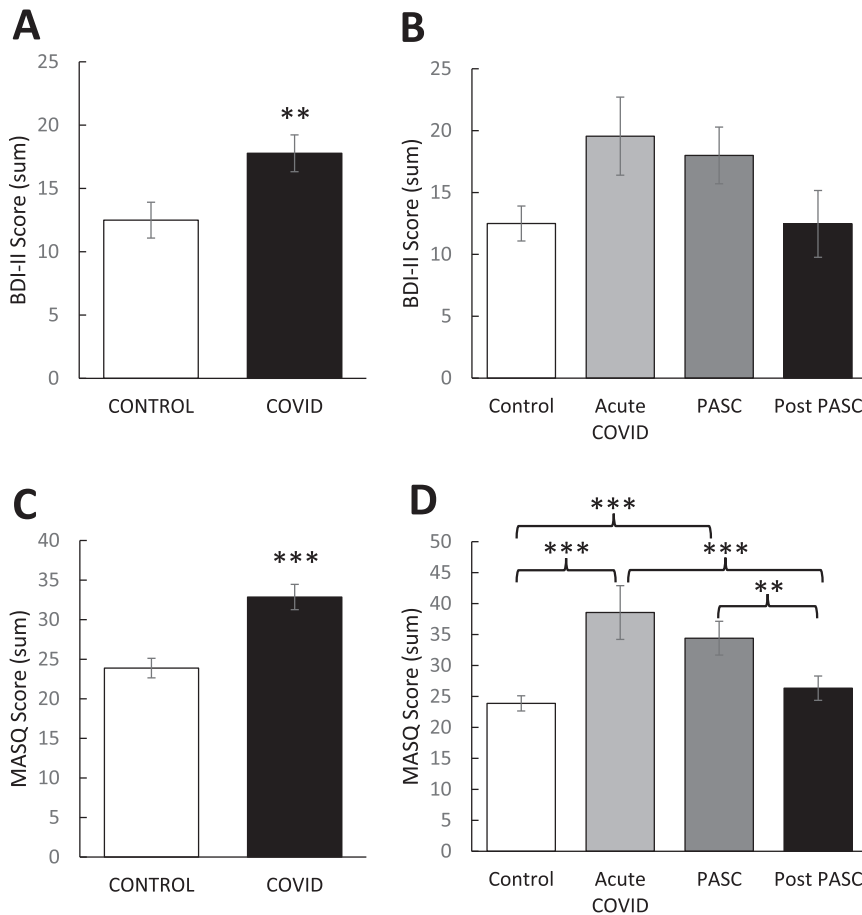 A
BDI-II Score (sum)
25
20
15
10
5
0
**
CONTROL
COVID
B
BDI-II Score (sum)
25
20
15
10
5
0
Control
Acute
COVID
PASC
Post PASC
C
MASQ Score (sum)
40
35
30
25
20
15
10
5
0
***
CONTROL
COVID
D
MASQ Score (sum)
50
45
40
35
30
25
20
15
10
5
0
***
***
***
**
Control
Acute
COVID
PASC
Post PASC